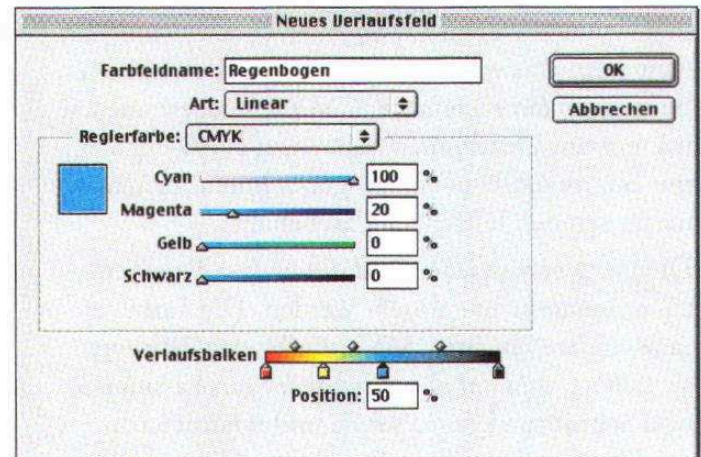 Neues Verlaufsfeld
Farbfeldname: Regenbogen
OK
Art: Linear
Abbrechen
Reglerfarbe: CMYK
Cyan 100 %
Magenta 20 %
Gelb 0 %
Schwarz 0 %
Verlaufsbalken
Position: 50 %